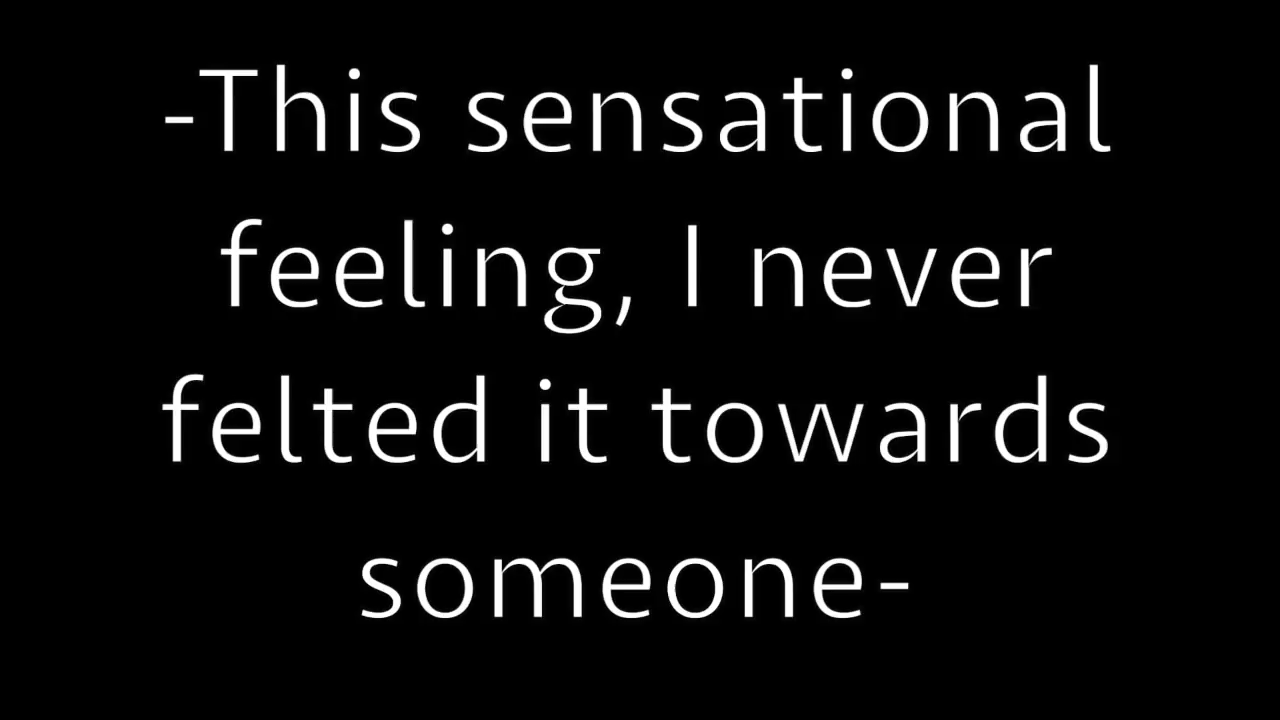 -This sensational
feeling, I never
felted it towards
someone-